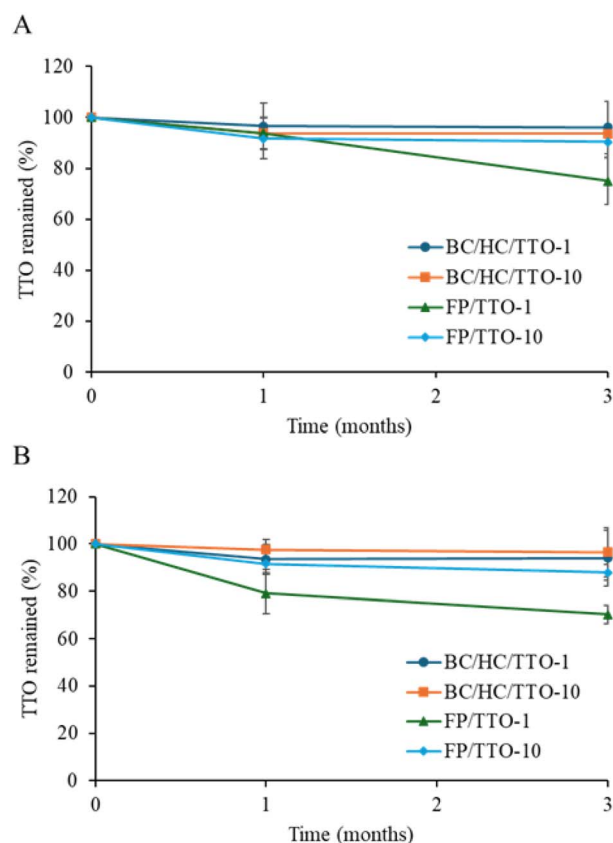 A
120
100
80
60
40
20
0
TTO remained (%)
BC/HC/TTO-1
BC/HC/TTO-10
FP/TTO-1
FP/TTO-10
0 1 2 3
Time (months)
B
120
100
80
60
40
20
0
TTO remained (%)
BC/HC/TTO-1
BC/HC/TTO-10
FP/TTO-1
FP/TTO-10
0 1 2 3
Time (months)